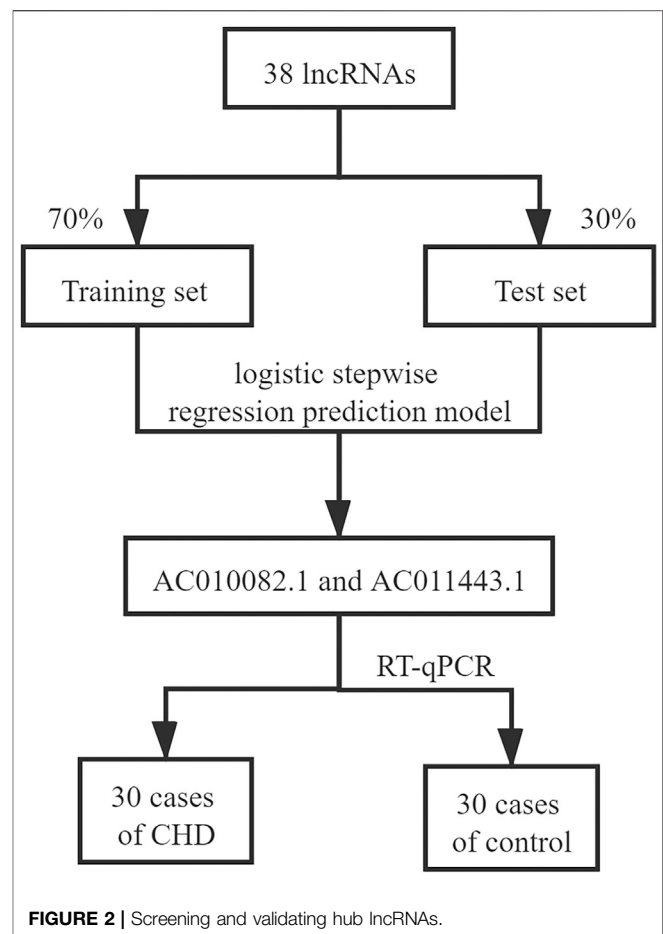 38 lncRNAs
70%
30%
Training set
Test set
logistic stepwise
regression prediction model
AC010082.1 and AC011443.1
RT-qPCR
30 cases
of CHD
30 cases
of control
FIGURE 2 | Screening and validating hub lncRNAs.